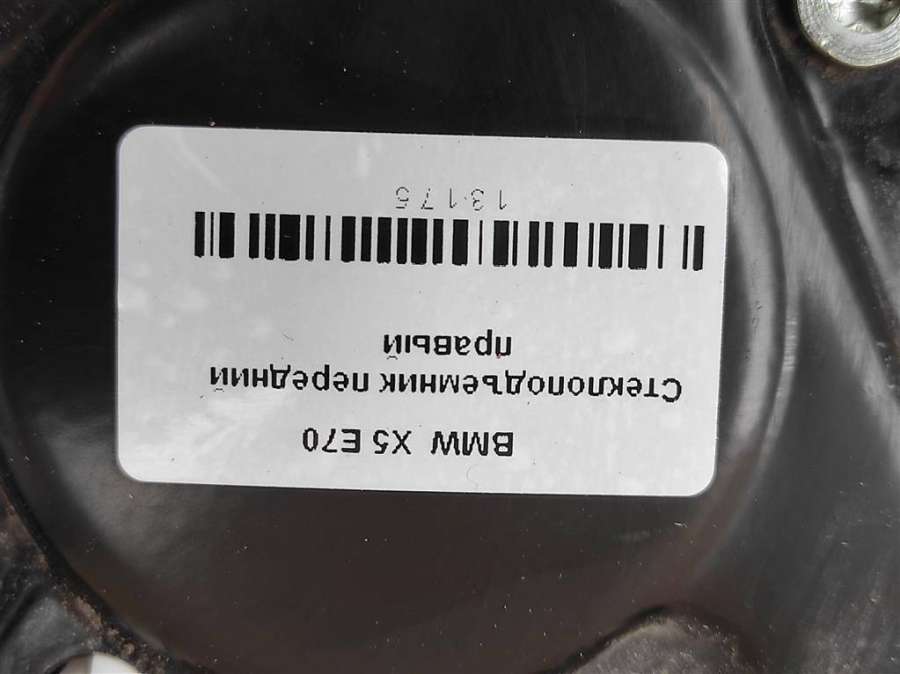 BMW X5 E70
Стеклоподъемник передний
правый
13175